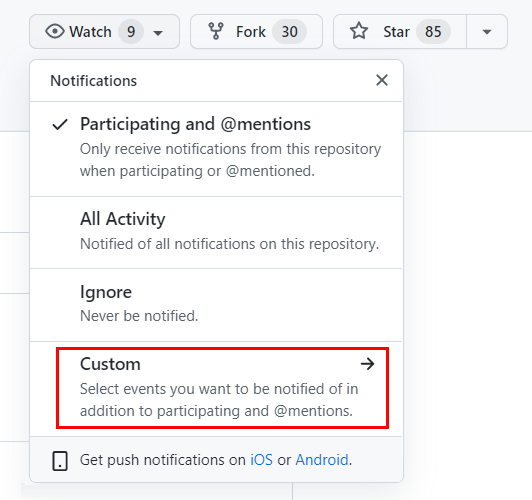 Watch 9 Fork 30 Star 85
Notifications
Participating and @mentions
Only receive notifications from this repository
when participating or @mentioned.
All Activity
Notified of all notifications on this repository.
Ignore
Never be notified.
Custom
Select events you want to be notified of in
addition to participating and @mentions.
Get push notifications on iOS or Android.